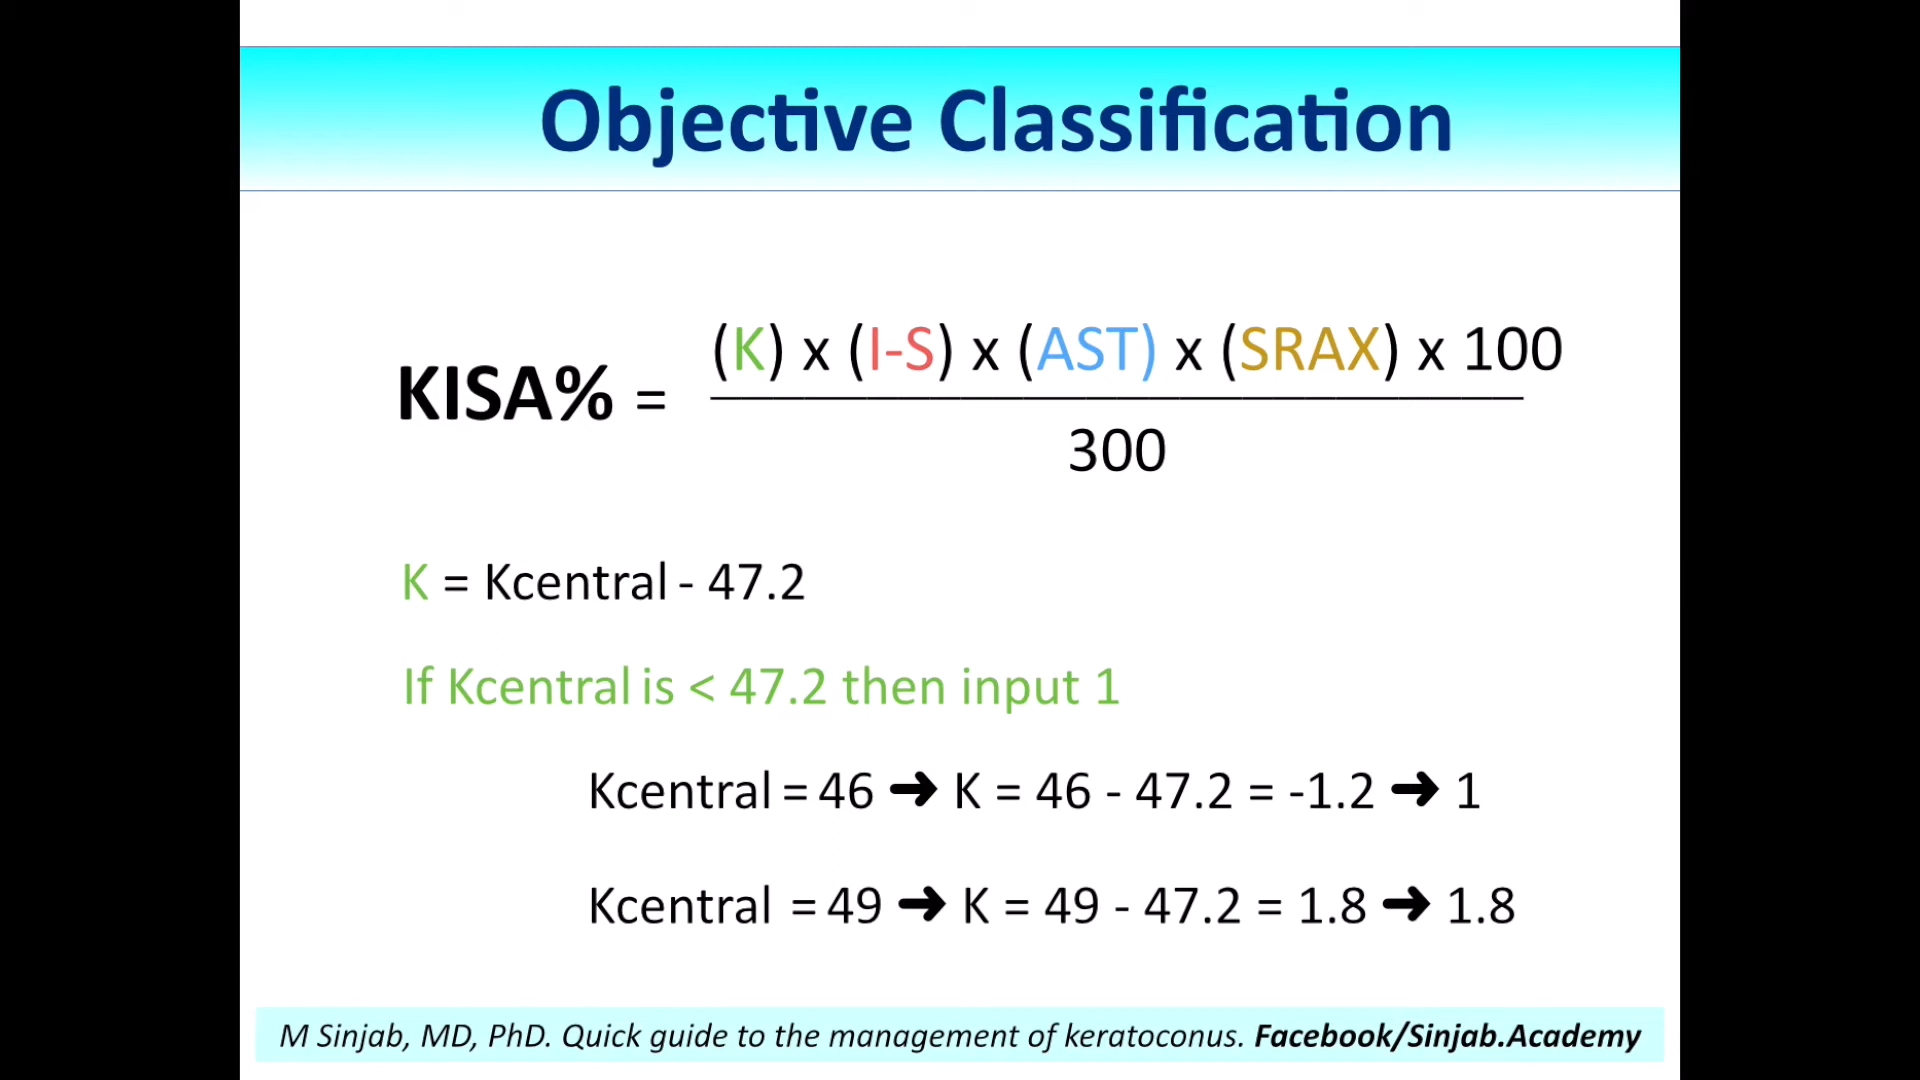 Objective Classification
KISA% = (K) x (I-S) x (AST) x (SRAX) x 100
300
K = Kcentral - 47.2
If Kcentral is < 47.2 then input 1
Kcentral = 46 ➜ K = 46 - 47.2 = -1.2 ➜ 1
Kcentral = 49 ➜ K = 49 - 47.2 = 1.8 ➜ 1.8
M Sinjab, MD, PhD. Quick guide to the management of keratoconus. Facebook/Sinjab.Academy